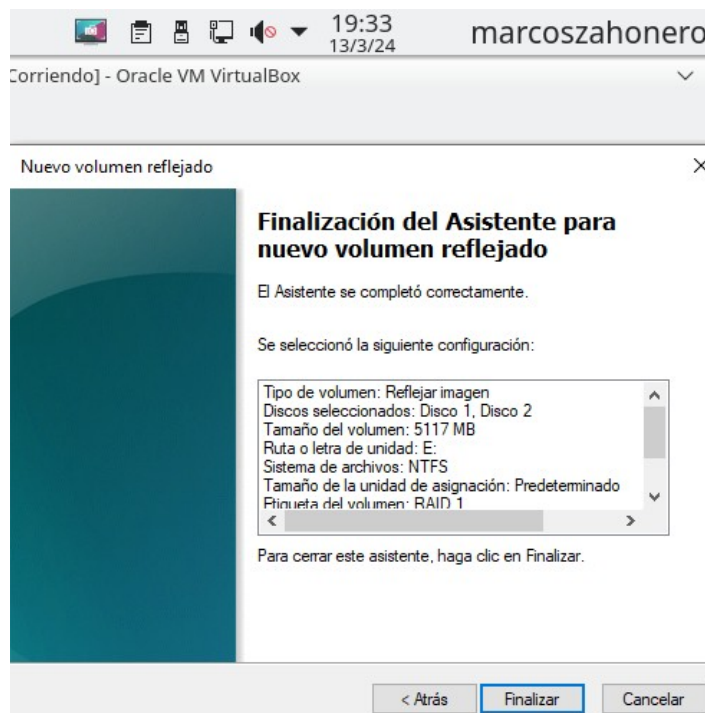 19:33
13/3/24
marcoszahonero
Corriendo] - Oracle VM VirtualBox
Nuevo volumen reflejado
Finalización del Asistente para
nuevo volumen reflejado
El Asistente se completó correctamente.
Se seleccionó la siguiente configuración:
Tipo de volumen: Reflejar imagen
Discos seleccionados: Disco 1, Disco 2
Tamaño del volumen: 5117 MB
Ruta o letra de unidad: E:
Sistema de archivos: NTFS
Tamaño de la unidad de asignación: Predeterminado
Etiqueta del volumen: RAID 1
Para cerrar este asistente, haga clic en Finalizar.
< Atrás
Finalizar
Cancelar